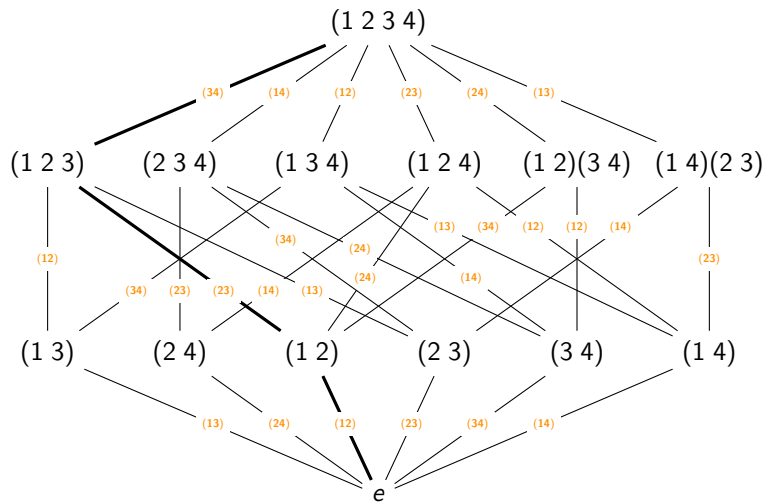 (1 2 3 4)
(34) (14) (12) (23) (24) (13)
(1 2 3) (2 3 4) (1 3 4) (1 2 4) (1 2)(3 4) (1 4)(2 3)
(13) (34) (12) (12) (14)
(34) (24)
(12) (23)
(24) (14)
(34) (23) (23) (14) (13)
(1 3) (2 4) (1 2) (2 3) (3 4) (1 4)
(13) (24) (12) (23) (34) (14)
e